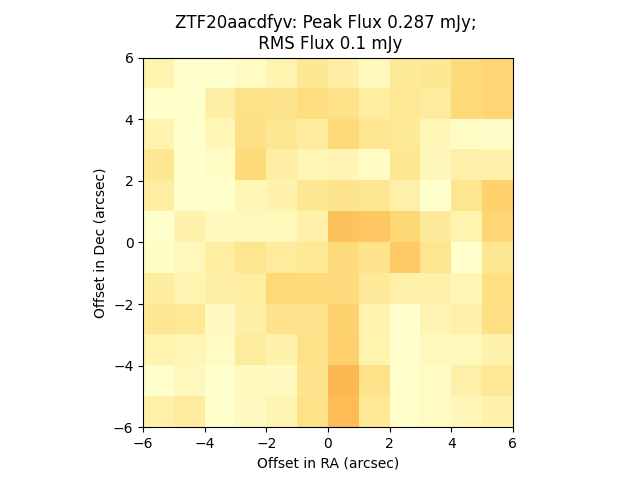 ZTF20aacdfyv: Peak Flux 0.287 mJy;
RMS Flux 0.1 mJy
6
4
2
0
−2
−4
−6
Offset in Dec (arcsec)
−6 −4 −2 0 2 4 6
Offset in RA (arcsec)